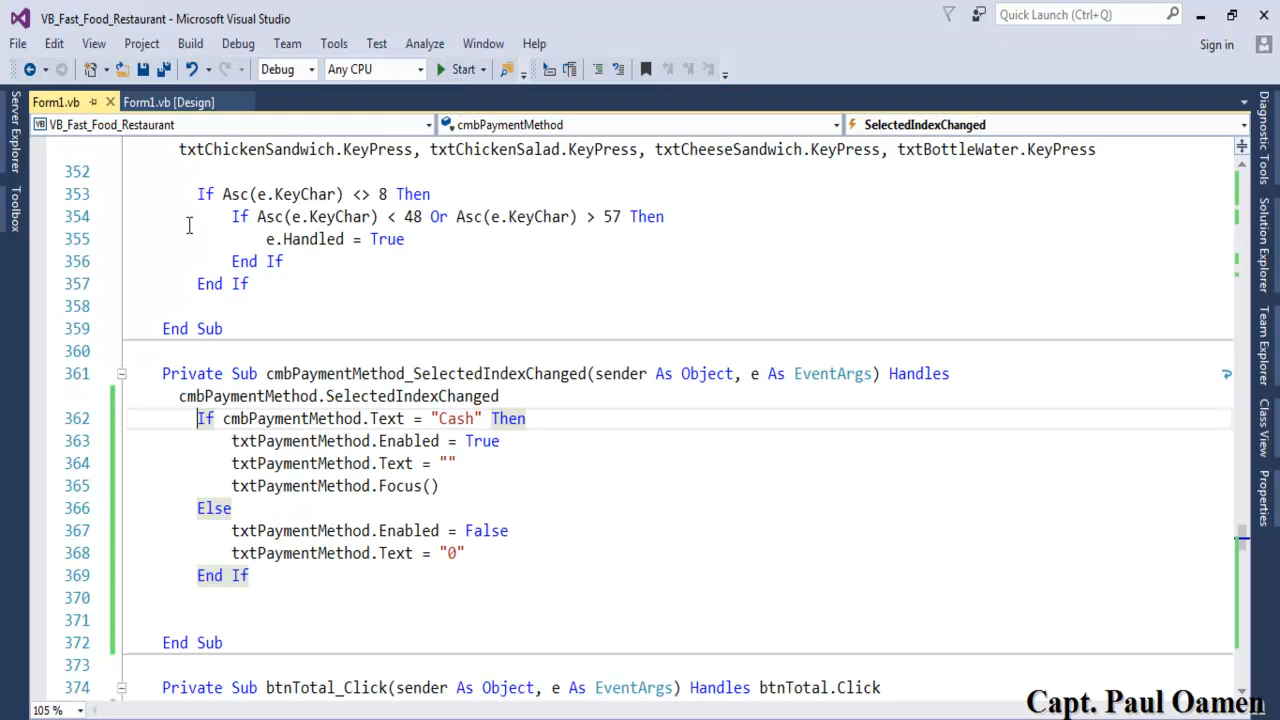 VB_Fast_Food_Restaurant - Microsoft Visual Studio
Quick Launch (Ctrl+Q)
File Edit View Project Build Debug Team Tools Test Analyze Window Help
Sign in
Debug Any CPU Start
Form1.vb Form1.vb [Design]
VB_Fast_Food_Restaurant cmbPaymentMethod SelectedIndexChanged
txtChickenSandwich.KeyPress, txtChickenSalad.KeyPress, txtCheeseSandwich.KeyPress, txtBottleWater.KeyPress
352
353 If Asc(e.KeyChar) <> 8 Then
354 If Asc(e.KeyChar) < 48 Or Asc(e.KeyChar) > 57 Then
355 e.Handled = True
356 End If
357 End If
358
359 End Sub
360
361 Private Sub cmbPaymentMethod_SelectedIndexChanged(sender As Object, e As EventArgs) Handles
cmbPaymentMethod.SelectedIndexChanged
362 If cmbPaymentMethod.Text = "Cash" Then
363 txtPaymentMethod.Enabled = True
364 txtPaymentMethod.Text = ""
365 txtPaymentMethod.Focus()
366 Else
367 txtPaymentMethod.Enabled = False
368 txtPaymentMethod.Text = "0"
369 End If
370
371
372 End Sub
373
374 Private Sub btnTotal_Click(sender As Object, e As EventArgs) Handles btnTotal.Click
105 %
Server Explorer
Toolbox
Diagnostic Tools
Solution Explorer
Team Explorer
Class View
Properties
Capt. Paul Oamen